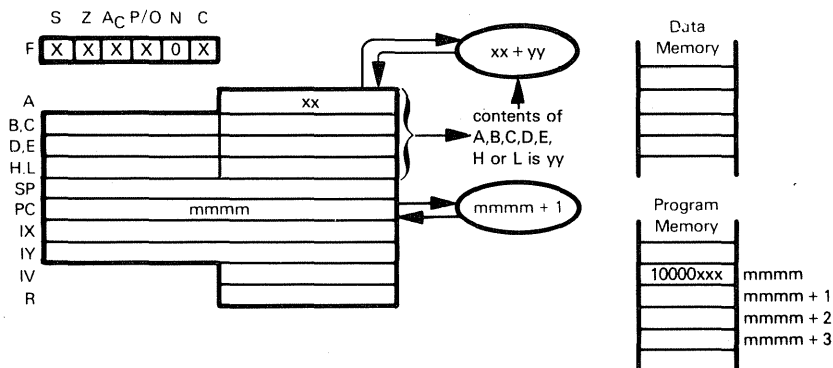 S Z AC P/O N C
F X X X X 0 X
A xx
B,C
D,E
H.L
SP
PC mmmm
IX
IY
IV
R
xx + yy
contents of
A,B,C,D,E,
H or L is yy
mmmm + 1
Data
Memory
Program
Memory
10000xxx mmmm
mmmm + 1
mmmm + 2
mmmm + 3